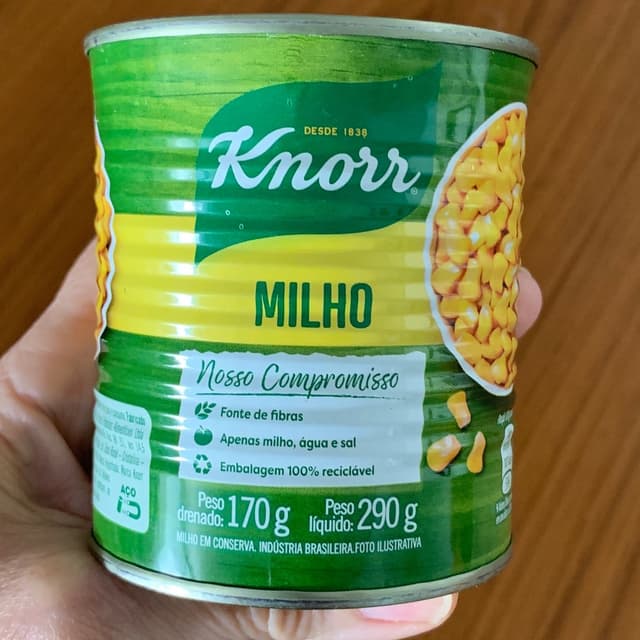 DESDE 1838
Knorr
MILHO
Nosso Compromisso
Fonte de fibras
Apenas milho, água e sal
Embalagem 100% reciclável
Peso drenado: 170 g
Peso líquido: 290 g
MILHO EM CONSERVA. INDÚSTRIA BRASILEIRA.FOTO ILUSTRATIVA
AÇO